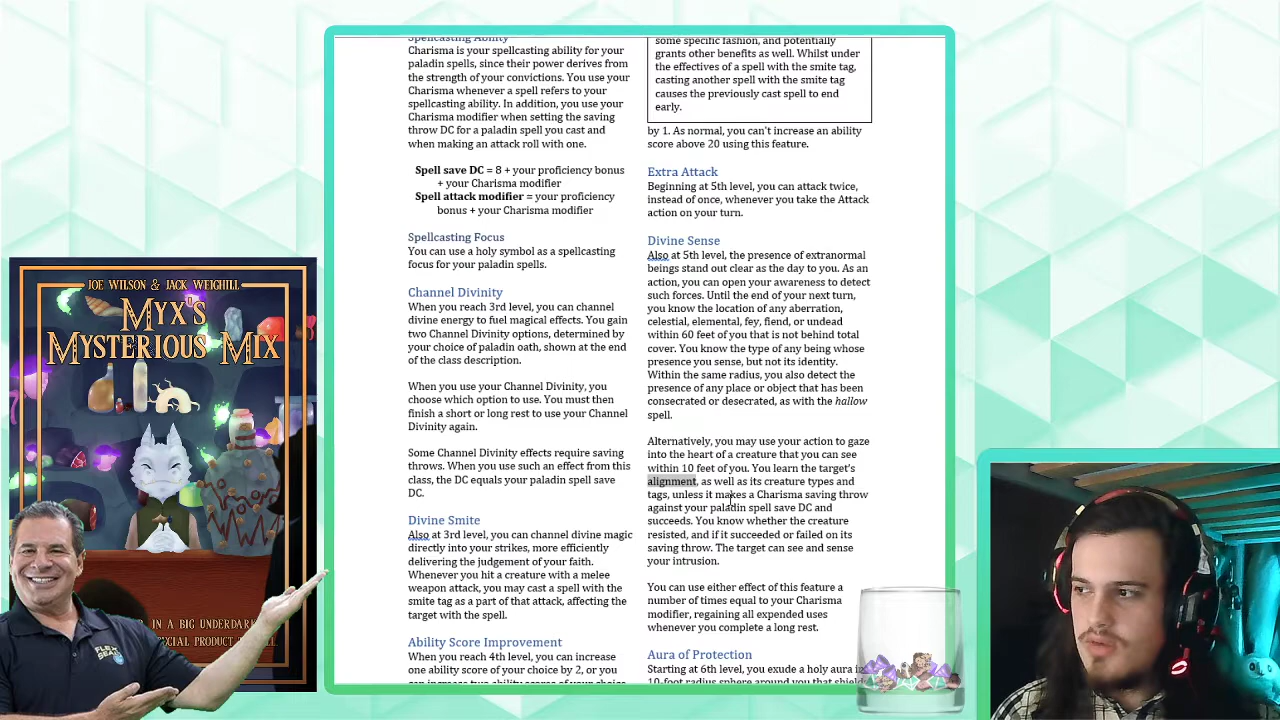 JOE WILSON & JACK WEIGHILL
MYX'S
MYSTERIOUS MIX
WOW
IN A BIG UNDERDARK
FLEX
SEAL
Spellcasting Ability
Charisma is your spellcasting ability for your
paladin spells, since their power derives from
the strength of your convictions. You use your
Charisma whenever a spell refers to your
spellcasting ability. In addition, you use your
Charisma modifier when setting the saving
throw DC for a paladin spell you cast and
when making an attack roll with one.
Spell save DC = 8 + your proficiency bonus
+ your Charisma modifier
Spell attack modifier = your proficiency
bonus + your Charisma modifier
Spellcasting Focus
You can use a holy symbol as a spellcasting
focus for your paladin spells.
Channel Divinity
When you reach 3rd level, you can channel
divine energy to fuel magical effects. You gain
two Channel Divinity options, determined by
your choice of paladin oath, shown at the end
of the class description.
When you use your Channel Divinity, you
choose which option to use. You must then
finish a short or long rest to use your Channel
Divinity again.
Some Channel Divinity effects require saving
throws. When you use such an effect from this
class, the DC equals your paladin spell save
DC.
Divine Smite
Also at 3rd level, you can channel divine magic
directly into your strikes, more efficiently
delivering the judgement of your faith.
Whenever you hit a creature with a melee
weapon attack, you may cast a spell with the
smite tag as a part of that attack, affecting the
target with the spell.
Ability Score Improvement
When you reach 4th level, you can increase
one ability score of your choice by 2, or you
can increase two ability scores of your choice
some specific fashion, and potentially
grants other benefits as well. Whilst under
the effectives of a spell with the smite tag,
casting another spell with the smite tag
causes the previously cast spell to end
early.
by 1. As normal, you can't increase an ability
score above 20 using this feature.
Extra Attack
Beginning at 5th level, you can attack twice,
instead of once, whenever you take the Attack
action on your turn.
Divine Sense
Also at 5th level, the presence of extranormal
beings stand out clear as the day to you. As an
action, you can open your awareness to detect
such forces. Until the end of your next turn,
you know the location of any aberration,
celestial, elemental, fey, fiend, or undead
within 60 feet of you that is not behind total
cover. You know the type of any being whose
presence you sense, but not its identity.
Within the same radius, you also detect the
presence of any place or object that has been
consecrated or desecrated, as with the hallow
spell.
Alternatively, you may use your action to gaze
into the heart of a creature that you can see
within 10 feet of you. You learn the target's
alignment, as well as its creature types and
tags, unless it makes a Charisma saving throw
against your paladin spell save DC and
succeeds. You know whether the creature
resisted, and if it succeeded or failed on its
saving throw. The target can see and sense
your intrusion.
You can use either effect of this feature a
number of times equal to your Charisma
modifier, regaining all expended uses
whenever you complete a long rest.
Aura of Protection
Starting at 6th level, you exude a holy aura in
10-foot radius sphere around you that shield